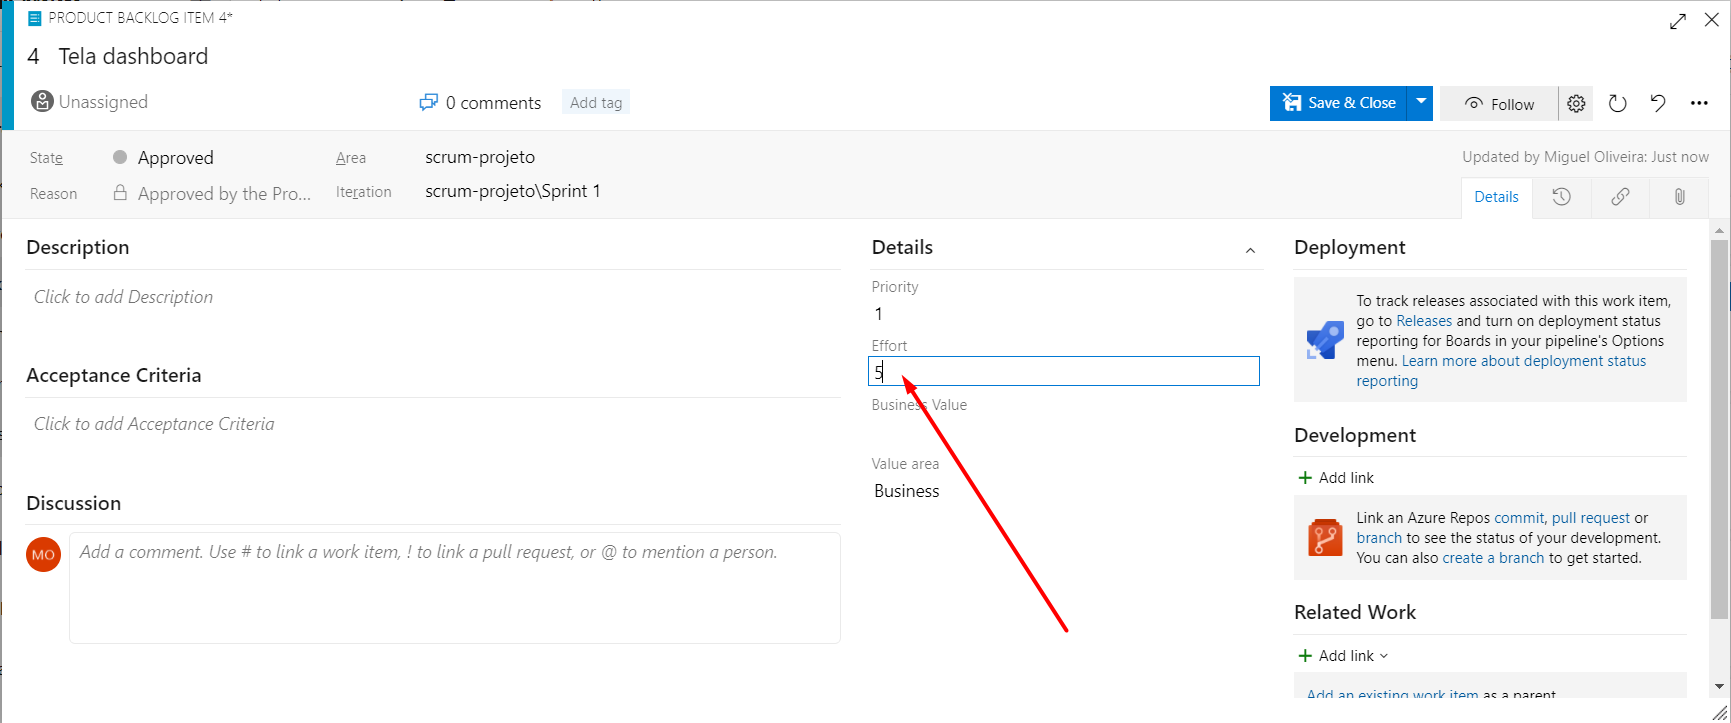 PRODUCT BACKLOG ITEM 4*
4 Tela dashboard
Unassigned
0 comments
Add tag
Save & Close
Follow
State
Approved
Area
scrum-projeto
Updated by Miguel Oliveira: Just now
Reason
Approved by the Pro...
Iteration
scrum-projeto\Sprint 1
Details
Description
Click to add Description
Acceptance Criteria
Click to add Acceptance Criteria
Discussion
MO
Add a comment. Use # to link a work item, ! to link a pull request, or @ to mention a person.
Details
Priority
1
Effort
5
Business Value
Value area
Business
Deployment
To track releases associated with this work item,
go to Releases and turn on deployment status
reporting for Boards in your pipeline's Options
menu. Learn more about deployment status
reporting
Development
+ Add link
Link an Azure Repos commit, pull request or
branch to see the status of your development.
You can also create a branch to get started.
Related Work
+ Add link
Add an existing work item as a parent